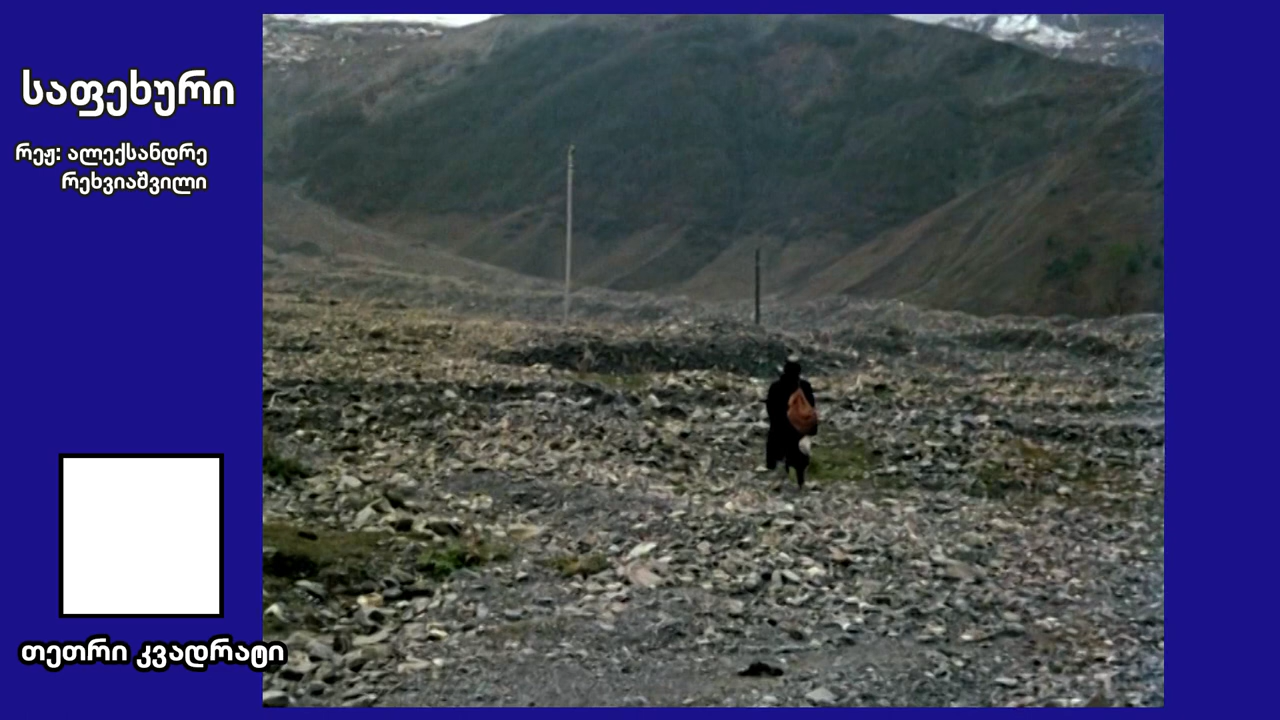 საფეხური
რეჟ: ალექსანდრე
რეხვიაშვილი
თეთრი კვადრატი